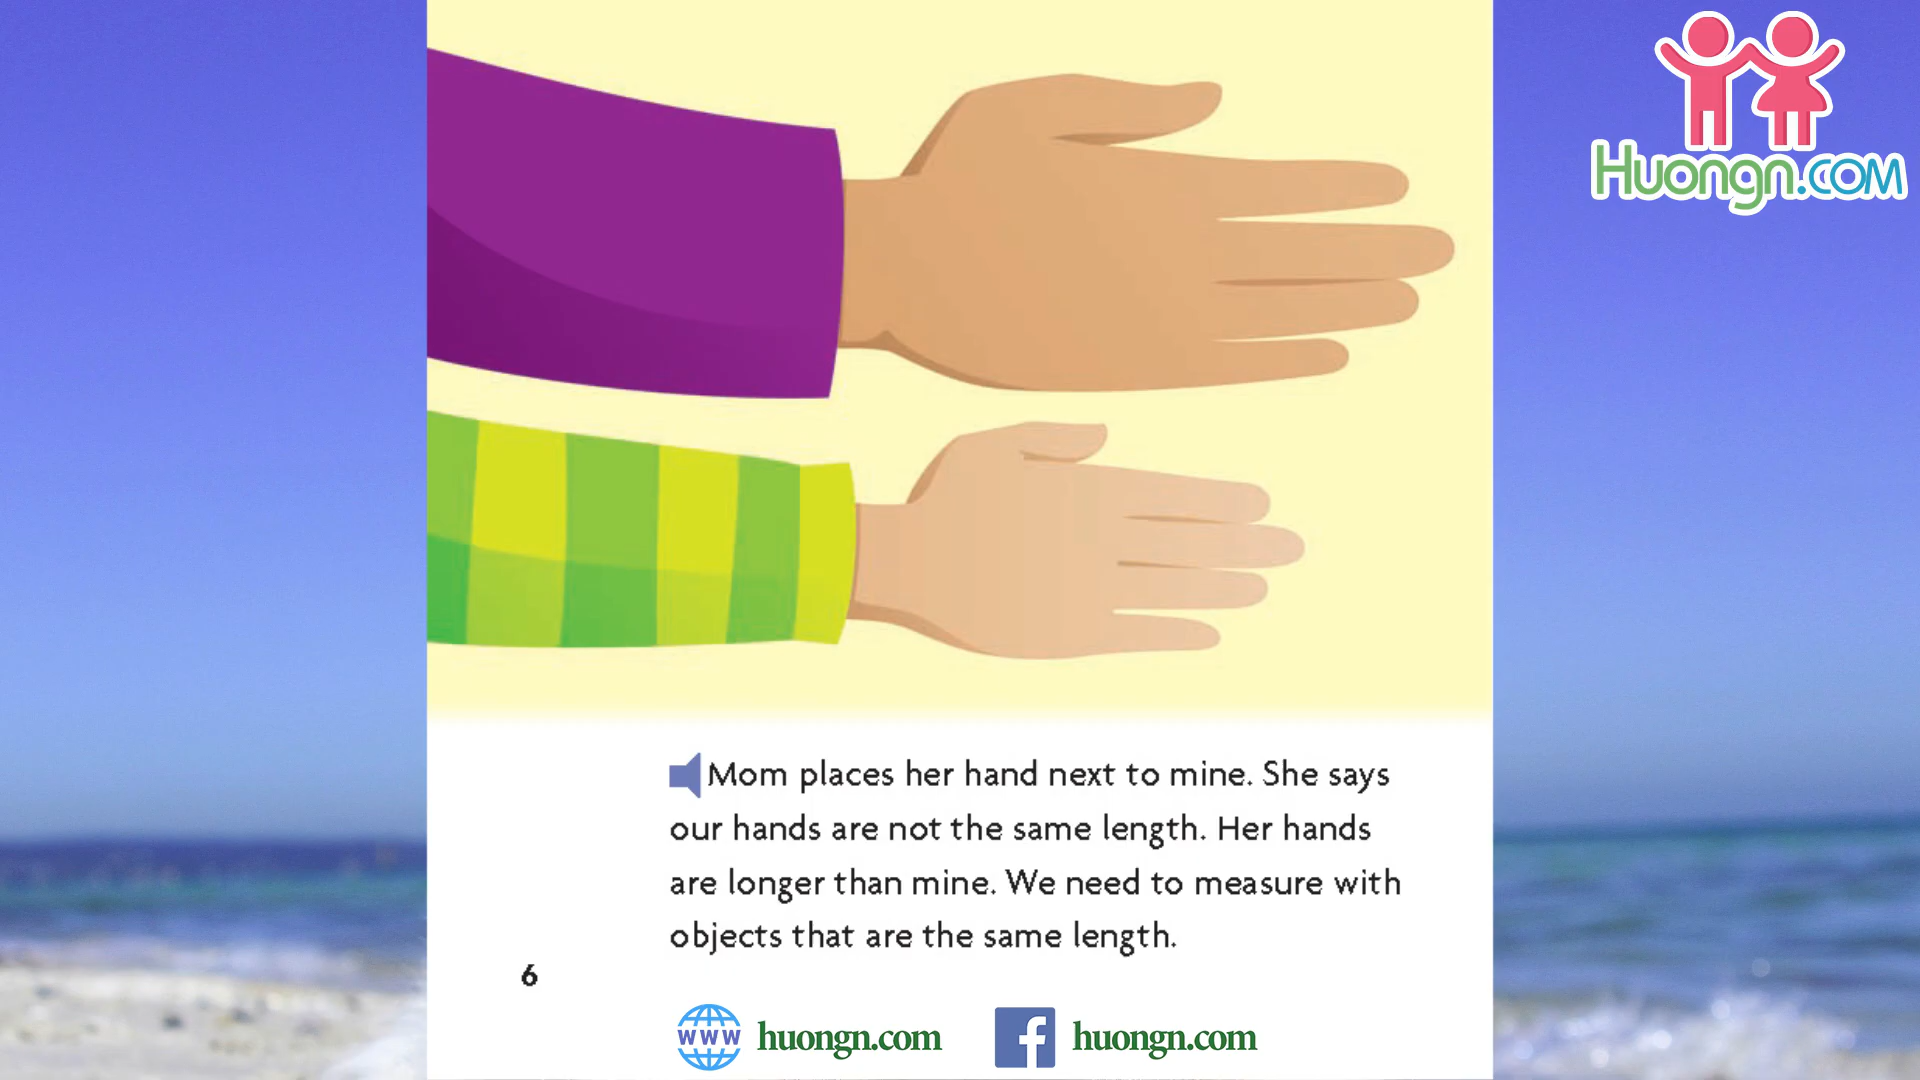 Huongn.com
Mom places her hand next to mine. She says
our hands are not the same length. Her hands
are longer than mine. We need to measure with
objects that are the same length.
6
www huongn.com
f huongn.com